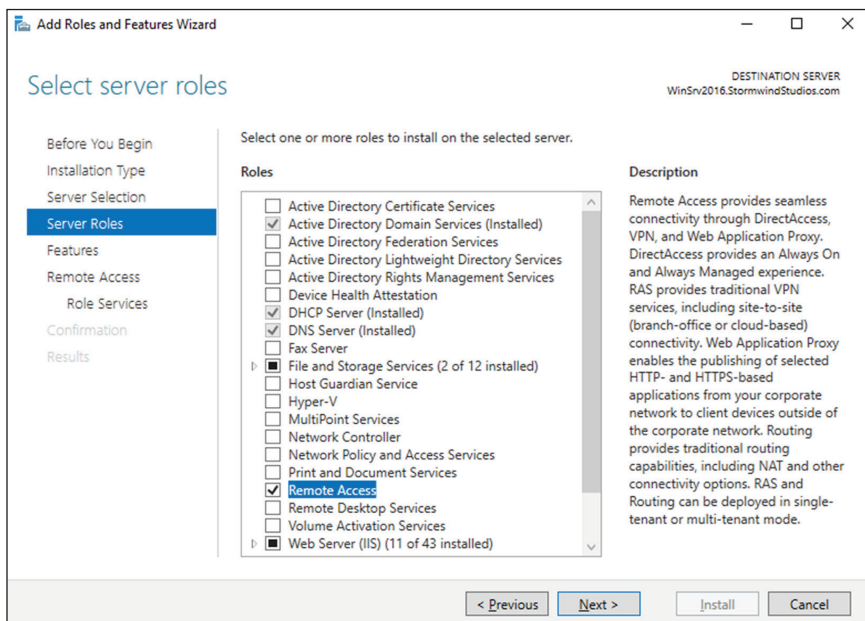 Add Roles and Features Wizard
Select server roles
DESTINATION SERVER
WinSrv2016.StormwindStudios.com
Before You Begin
Installation Type
Server Selection
Server Roles
Features
Remote Access
Role Services
Confirmation
Results
Select one or more roles to install on the selected server.
Roles
Active Directory Certificate Services
Active Directory Domain Services (Installed)
Active Directory Federation Services
Active Directory Lightweight Directory Services
Active Directory Rights Management Services
Device Health Attestation
DHCP Server (Installed)
DNS Server (Installed)
Fax Server
File and Storage Services (2 of 12 installed)
Host Guardian Service
Hyper-V
MultiPoint Services
Network Controller
Network Policy and Access Services
Print and Document Services
Remote Access
Remote Desktop Services
Volume Activation Services
Web Server (IIS) (11 of 43 installed)
Description
Remote Access provides seamless
connectivity through DirectAccess,
VPN, and Web Application Proxy.
DirectAccess provides an Always On
and Always Managed experience.
RAS provides traditional VPN
services, including site-to-site
(branch-office or cloud-based)
connectivity. Web Application Proxy
enables the publishing of selected
HTTP- and HTTPS-based
applications from your corporate
network to client devices outside of
the corporate network. Routing
provides traditional routing
capabilities, including NAT and other
connectivity options. RAS and
Routing can be deployed in single-
tenant or multi-tenant mode.
< Previous
Next >
Install
Cancel